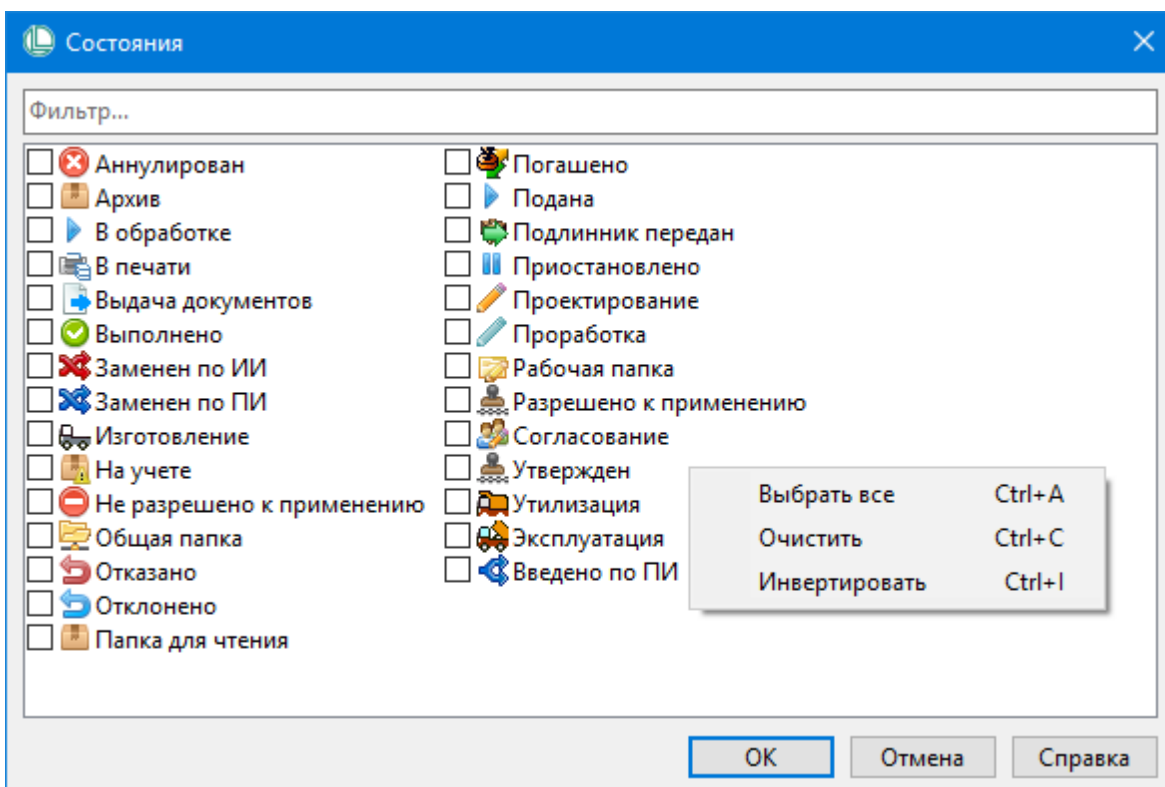 Состояния
Фильтр...
Аннулирован
Архив
В обработке
В печати
Выдача документов
Выполнено
Заменен по ИИ
Заменен по ПИ
Изготовление
На учете
Не разрешено к применению
Общая папка
Отказано
Отклонено
Папка для чтения
Погашено
Подана
Подлинник передан
Приостановлено
Проектирование
Проработка
Рабочая папка
Разрешено к применению
Согласование
Утвержден
Утилизация
Эксплуатация
Введено по ПИ
Выбрать все Ctrl+A
Очистить Ctrl+C
Инвертировать Ctrl+I
ОК Отмена Справка